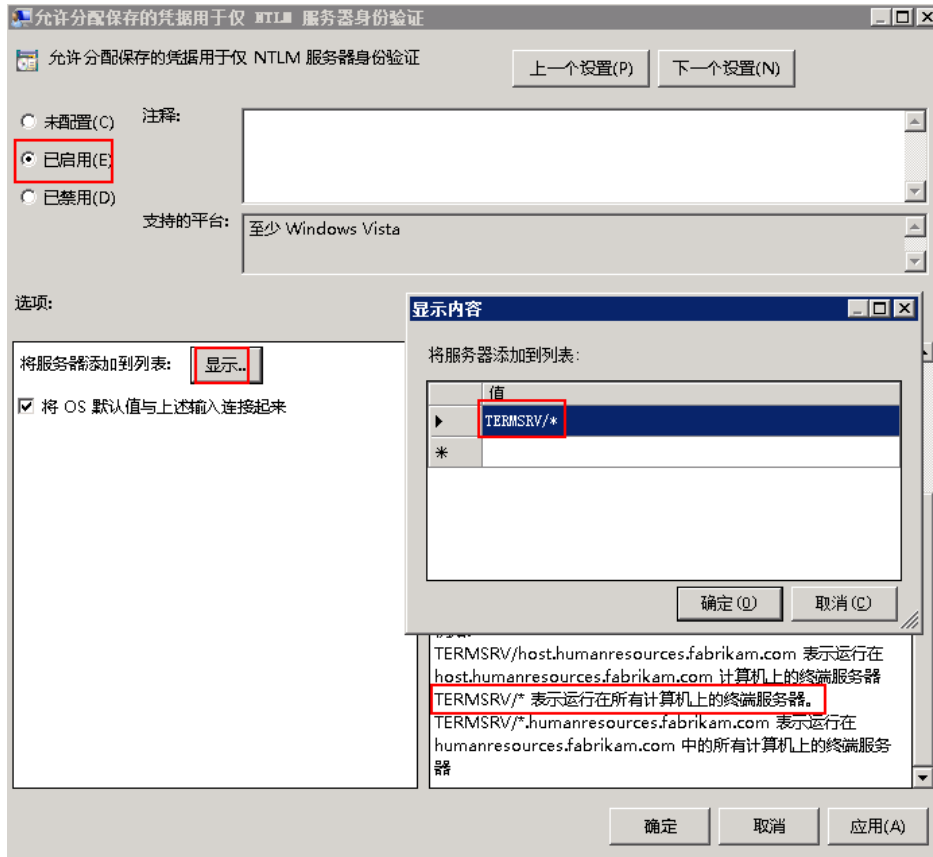 允许分配保存的凭据用于仅 NTLM 服务器身份验证
允许分配保存的凭据用于仅 NTLM 服务器身份验证
上一个设置(P)
下一个设置(N)
未配置(C)
注释:
已启用(E)
已禁用(D)
支持的平台:
至少 Windows Vista
选项:
显示内容
将服务器添加到列表:
将服务器添加到列表:
显示...
值
将 OS 默认值与上述输入连接起来
TERMSRV/*
*
确定(O)
取消(C)
TERMSRV/host.humanresources.fabrikam.com 表示运行在
host.humanresources.fabrikam.com 计算机上的终端服务器
TERMSRV/* 表示运行在所有计算机上的终端服务器。
TERMSRV/*.humanresources.fabrikam.com 表示运行在
humanresources.fabrikam.com 中的所有计算机上的终端服务
器
确定
取消
应用(A)